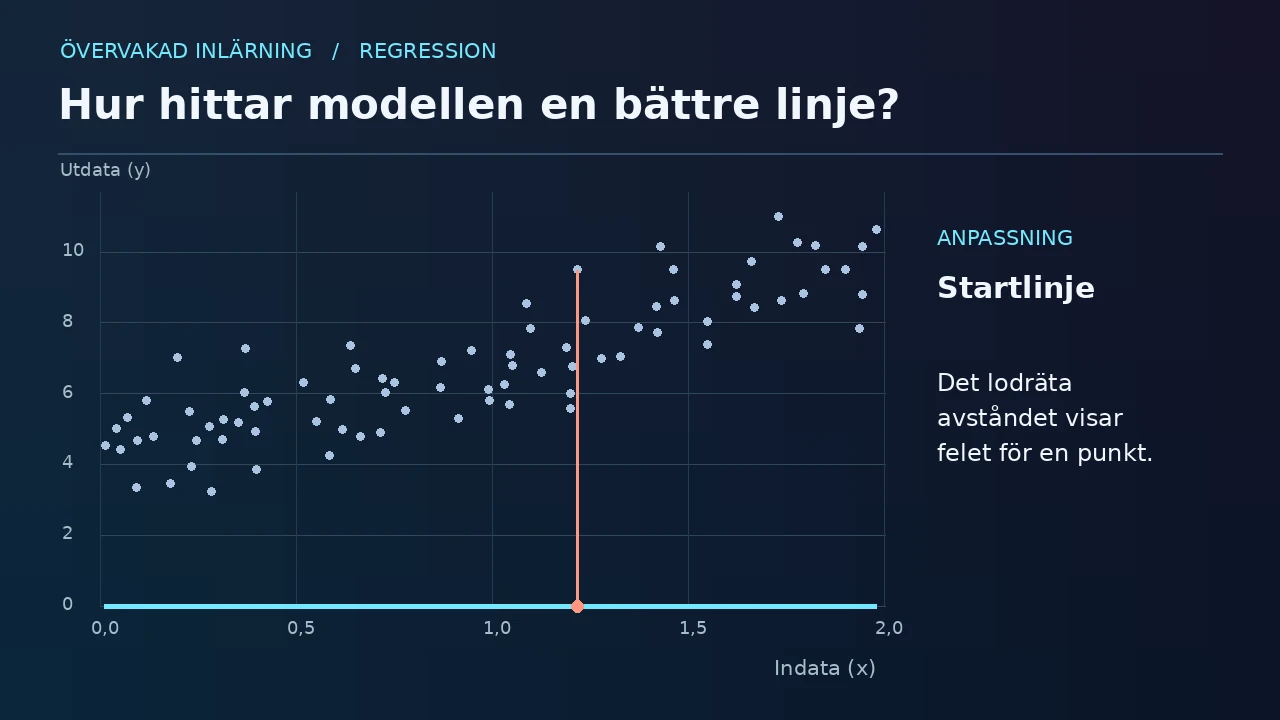 ÖVERVAKAD INLÄRNING / REGRESSION
Hur hittar modellen en bättre linje?
Utdata (y)
10
8
6
4
2
0
0,0 0,5 1,0 1,5 2,0
Indata (x)
ANPASSNING
Startlinje
Det lodräta
avståndet visar
felet för en punkt.